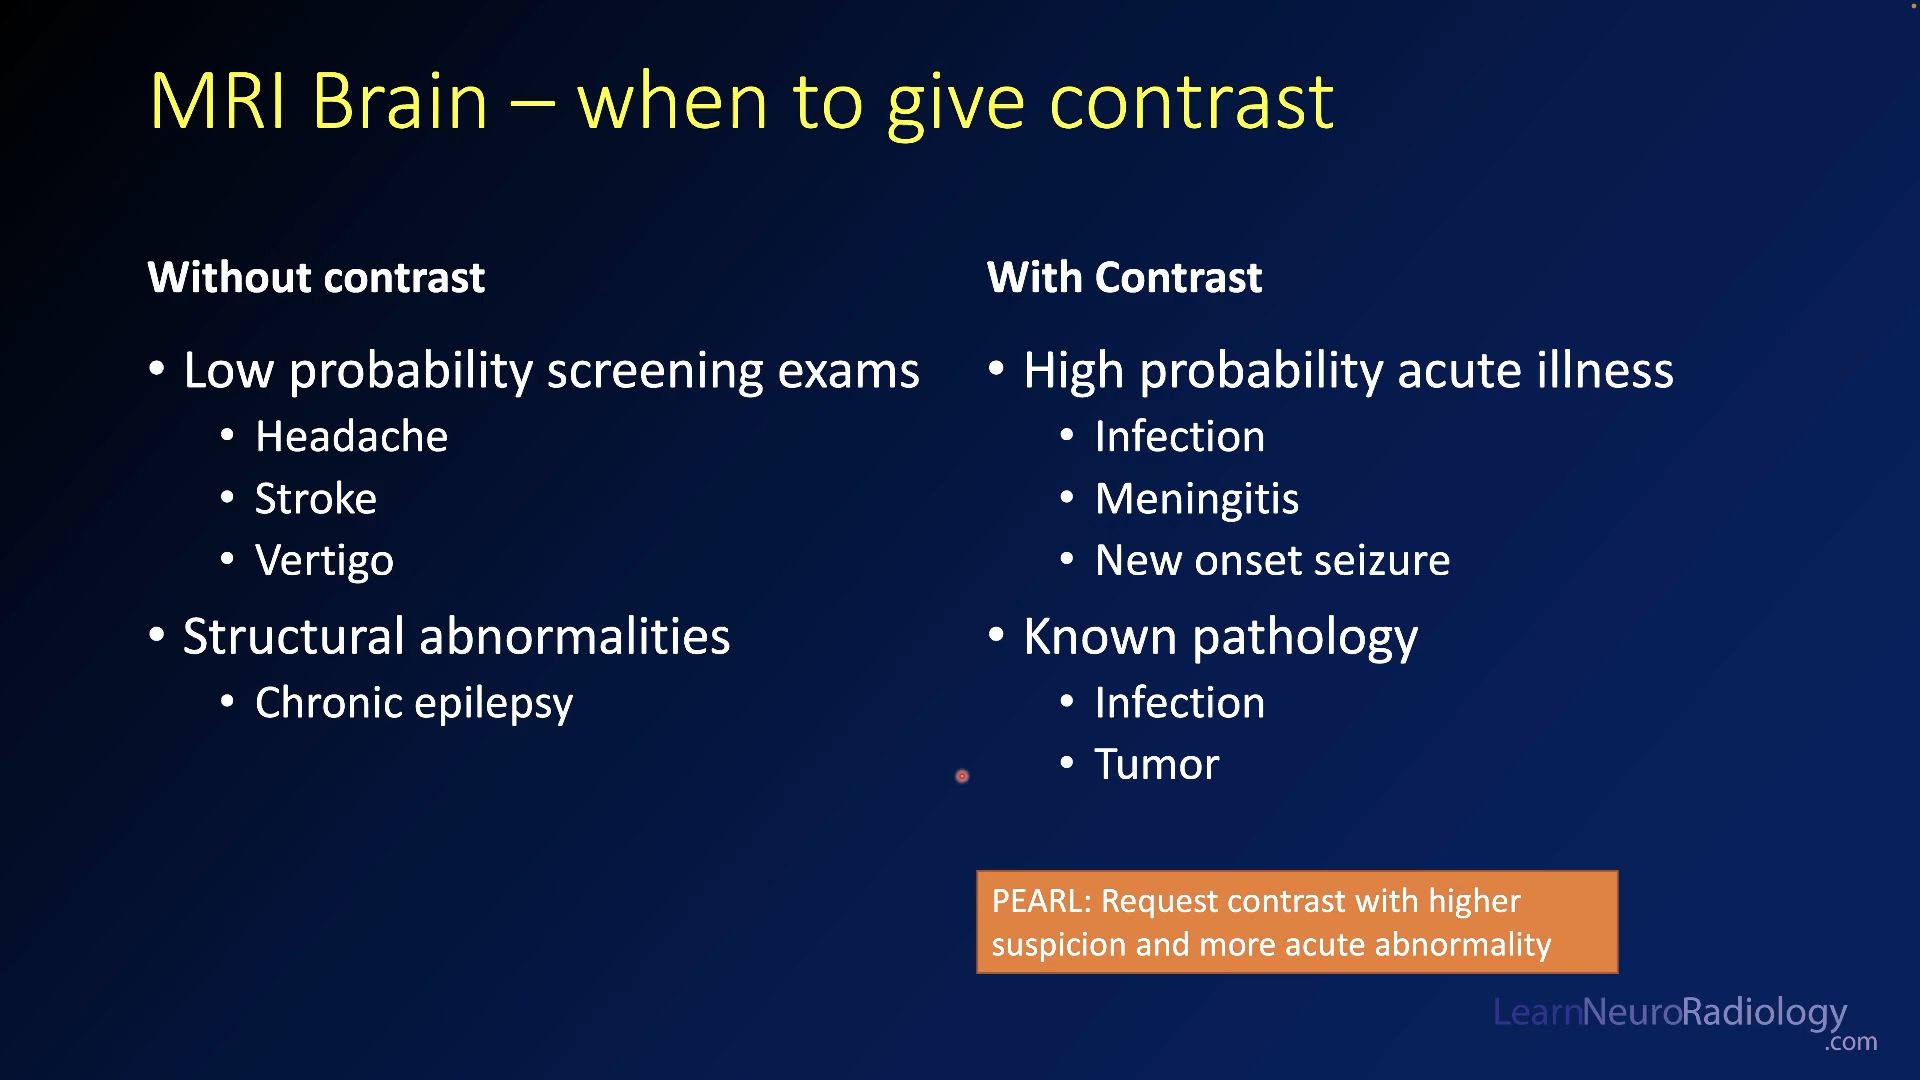 MRI Brain – when to give contrast
Without contrast
• Low probability screening exams
• Headache
• Stroke
• Vertigo
• Structural abnormalities
• Chronic epilepsy
With Contrast
• High probability acute illness
• Infection
• Meningitis
• New onset seizure
• Known pathology
• Infection
• Tumor
PEARL: Request contrast with higher
suspicion and more acute abnormality
LearnNeuroRadiology
.com